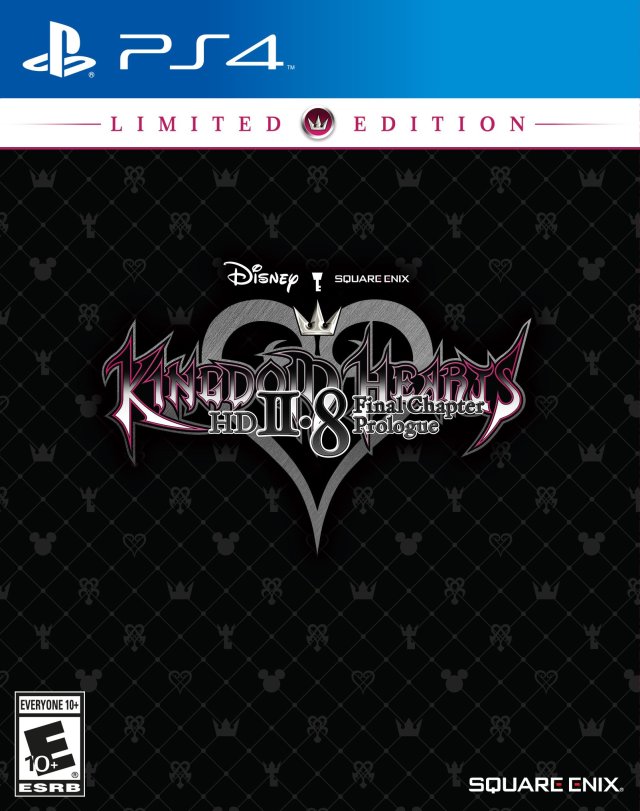 PS4™
LIMITED EDITION
Disney SQUARE ENIX
KINGDOM HEARTS
HD II·8 Final Chapter
Prologue
EVERYONE 10+
E
10+
ESRB
®
SQUARE ENIX.